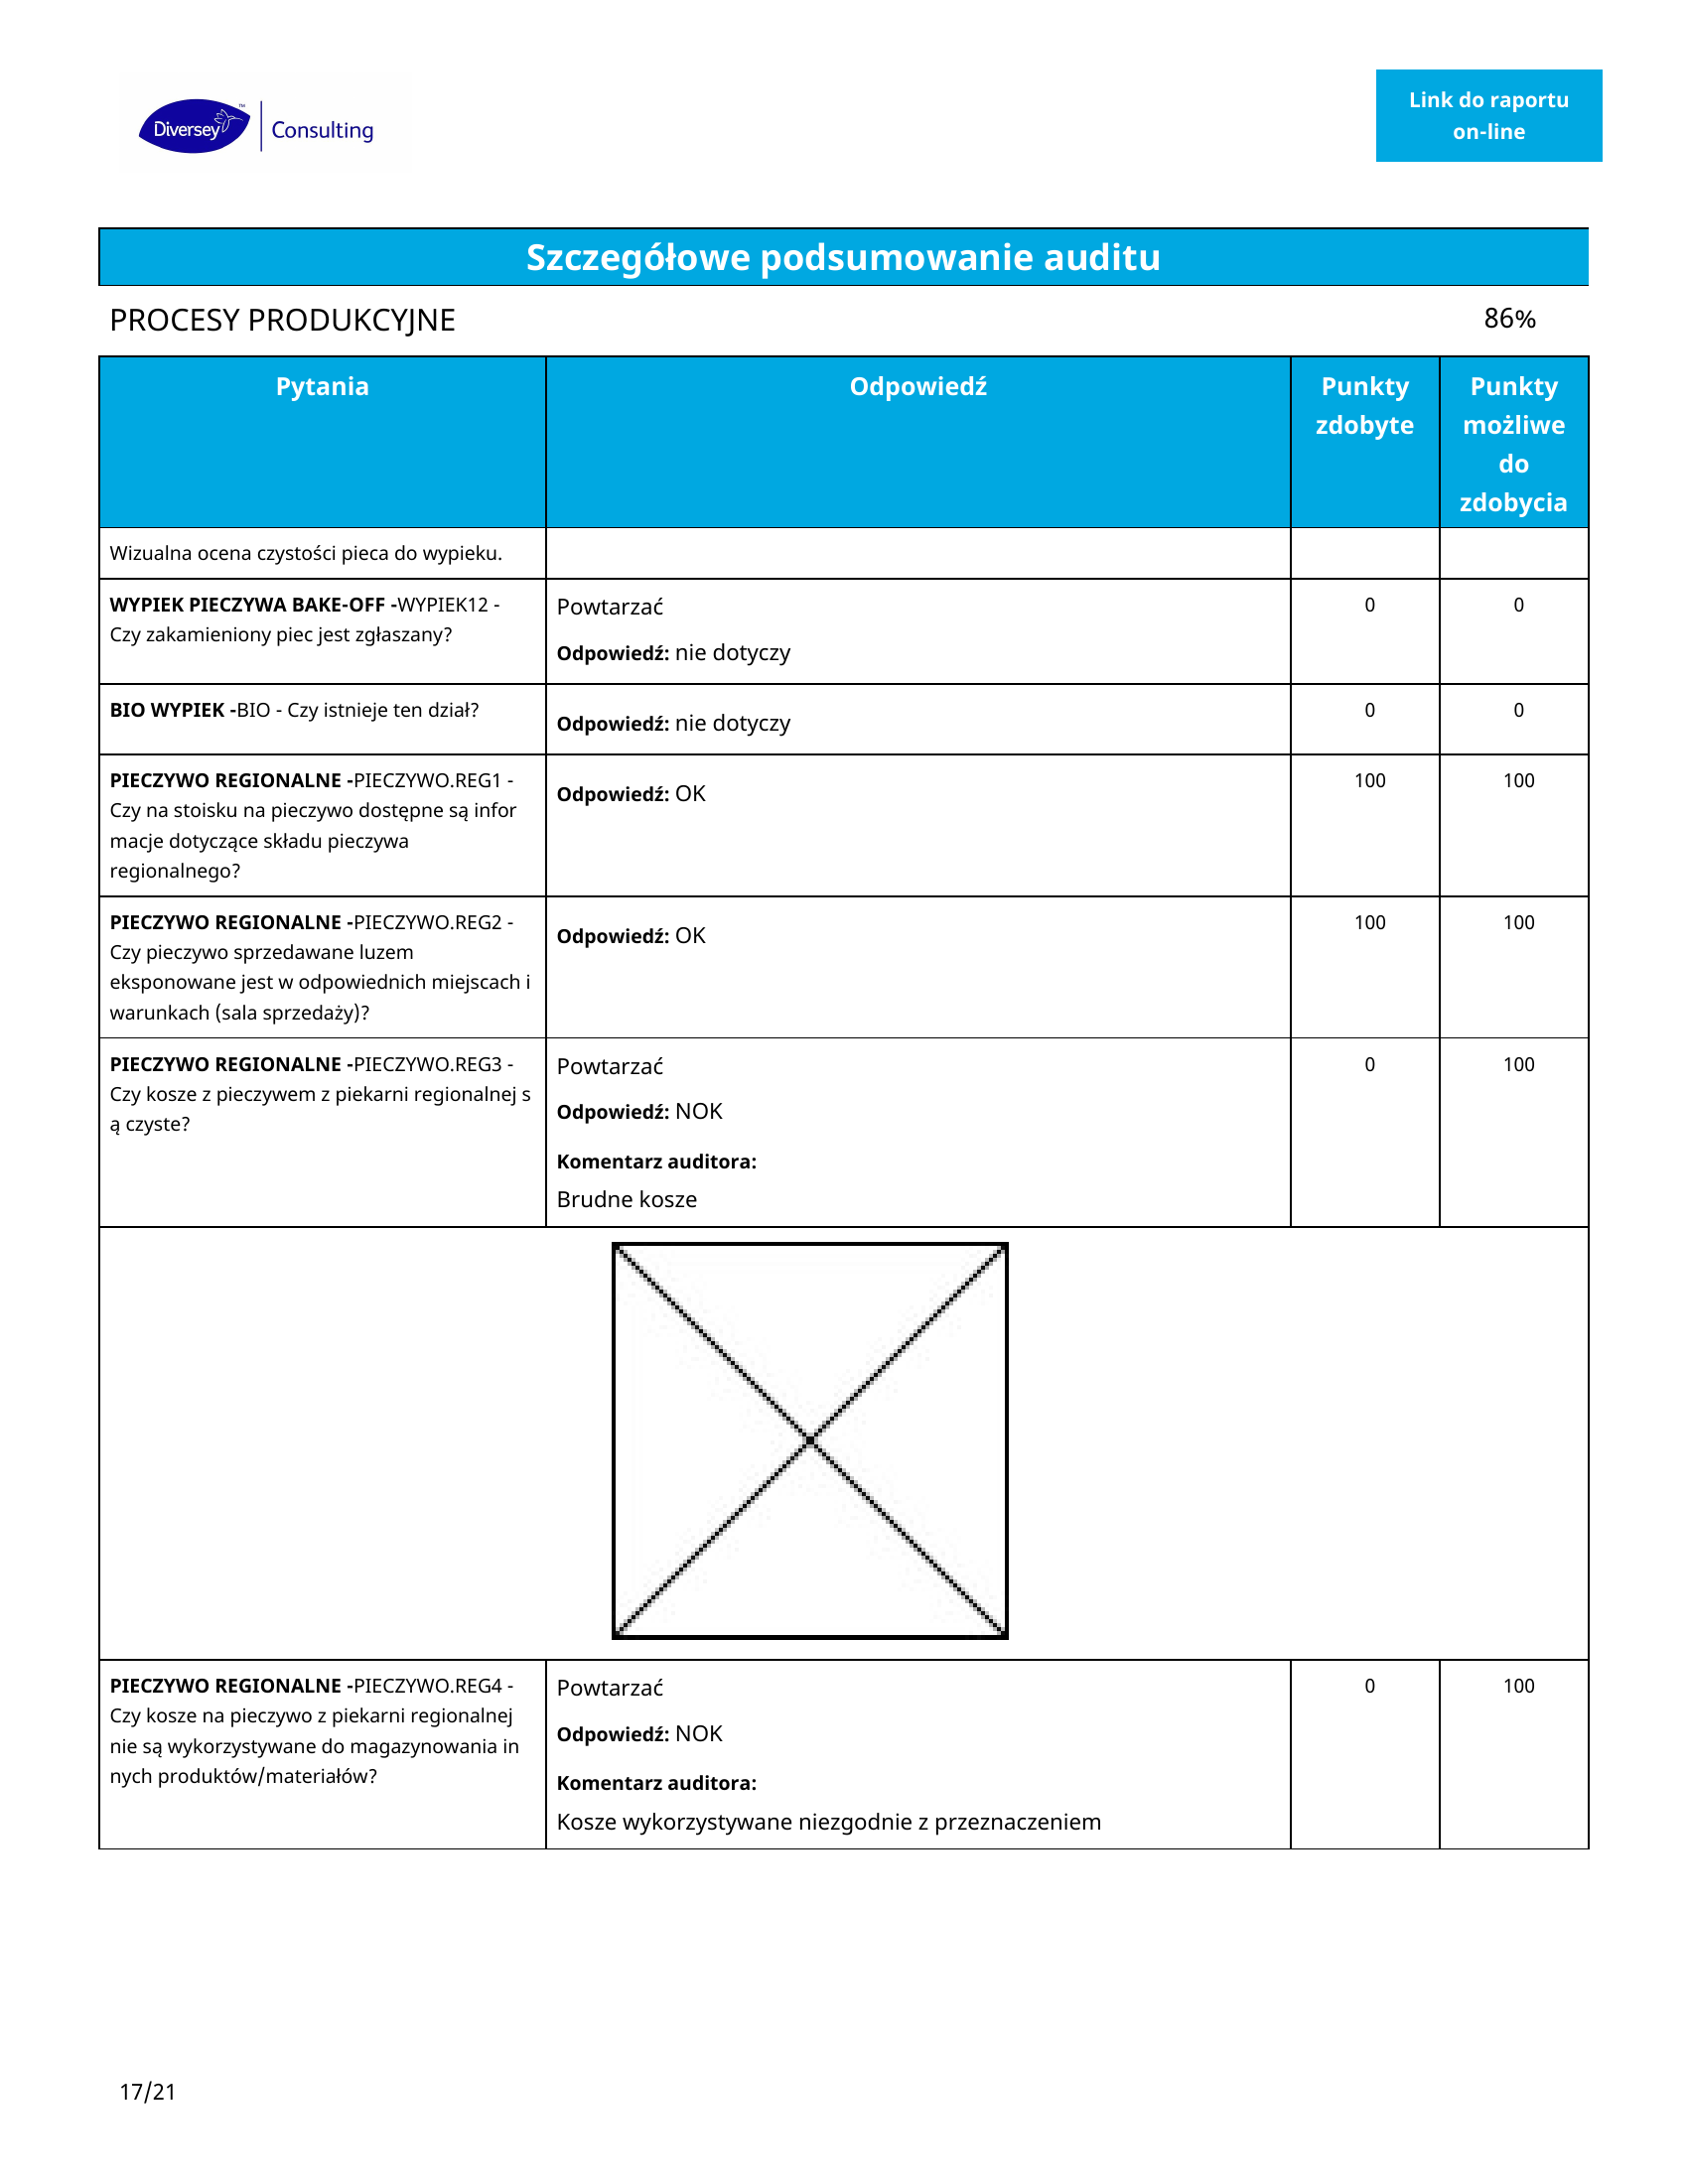 Diversey™ Consulting
Link do raportu
on-line
Szczegółowe podsumowanie auditu
PROCESY PRODUKCYJNE 86%
Pytania Odpowiedź Punkty zdobyte Punkty możliwe do zdobycia
Wizualna ocena czystości pieca do wypieku.
WYPIEK PIECZYWA BAKE-OFF -WYPIEK12 -
Czy zakamieniony piec jest zgłaszany?
Powtarzać
Odpowiedź: nie dotyczy
0 0
BIO WYPIEK -BIO - Czy istnieje ten dział?
Odpowiedź: nie dotyczy
0 0
PIECZYWO REGIONALNE -PIECZYWO.REG1 -
Czy na stoisku na pieczywo dostępne są infor
macje dotyczące składu pieczywa
regionalnego?
Odpowiedź: OK
100 100
PIECZYWO REGIONALNE -PIECZYWO.REG2 -
Czy pieczywo sprzedawane luzem
eksponowane jest w odpowiednich miejscach i
warunkach (sala sprzedaży)?
Odpowiedź: OK
100 100
PIECZYWO REGIONALNE -PIECZYWO.REG3 -
Czy kosze z pieczywem z piekarni regionalnej s
ą czyste?
Powtarzać
Odpowiedź: NOK
Komentarz auditora:
Brudne kosze
0 100
PIECZYWO REGIONALNE -PIECZYWO.REG4 -
Czy kosze na pieczywo z piekarni regionalnej
nie są wykorzystywane do magazynowania in
nych produktów/materiałów?
Powtarzać
Odpowiedź: NOK
Komentarz auditora:
Kosze wykorzystywane niezgodnie z przeznaczeniem
0 100
17/21